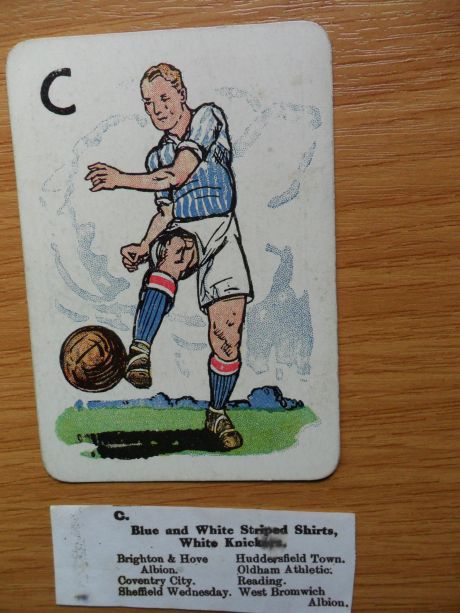 C
C.
Blue and White Striped Shirts,
White Knickers.
Brighton & Hove Albion.
Coventry City.
Sheffield Wednesday.
Huddersfield Town.
Oldham Athletic.
Reading.
West Bromwich Albion.